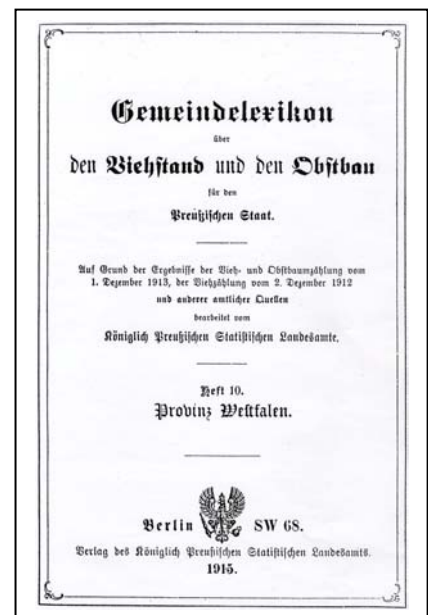 Gemeindelexikon
über
den Viehstand und den Obstbau
für den
Preußischen Staat.
Auf Grund der Ergebnisse der Vieh- und Obstbaumzählung vom
1. Dezember 1913, der Viehzählung vom 2. Dezember 1912
und anderer amtlicher Quellen
bearbeitet vom
Königlich Preußischen Statistischen Landesamte.
Heft 10.
Provinz Westfalen.
Berlin SW 68.
Verlag des Königlich Preußischen Statistischen Landesamts.
1915.